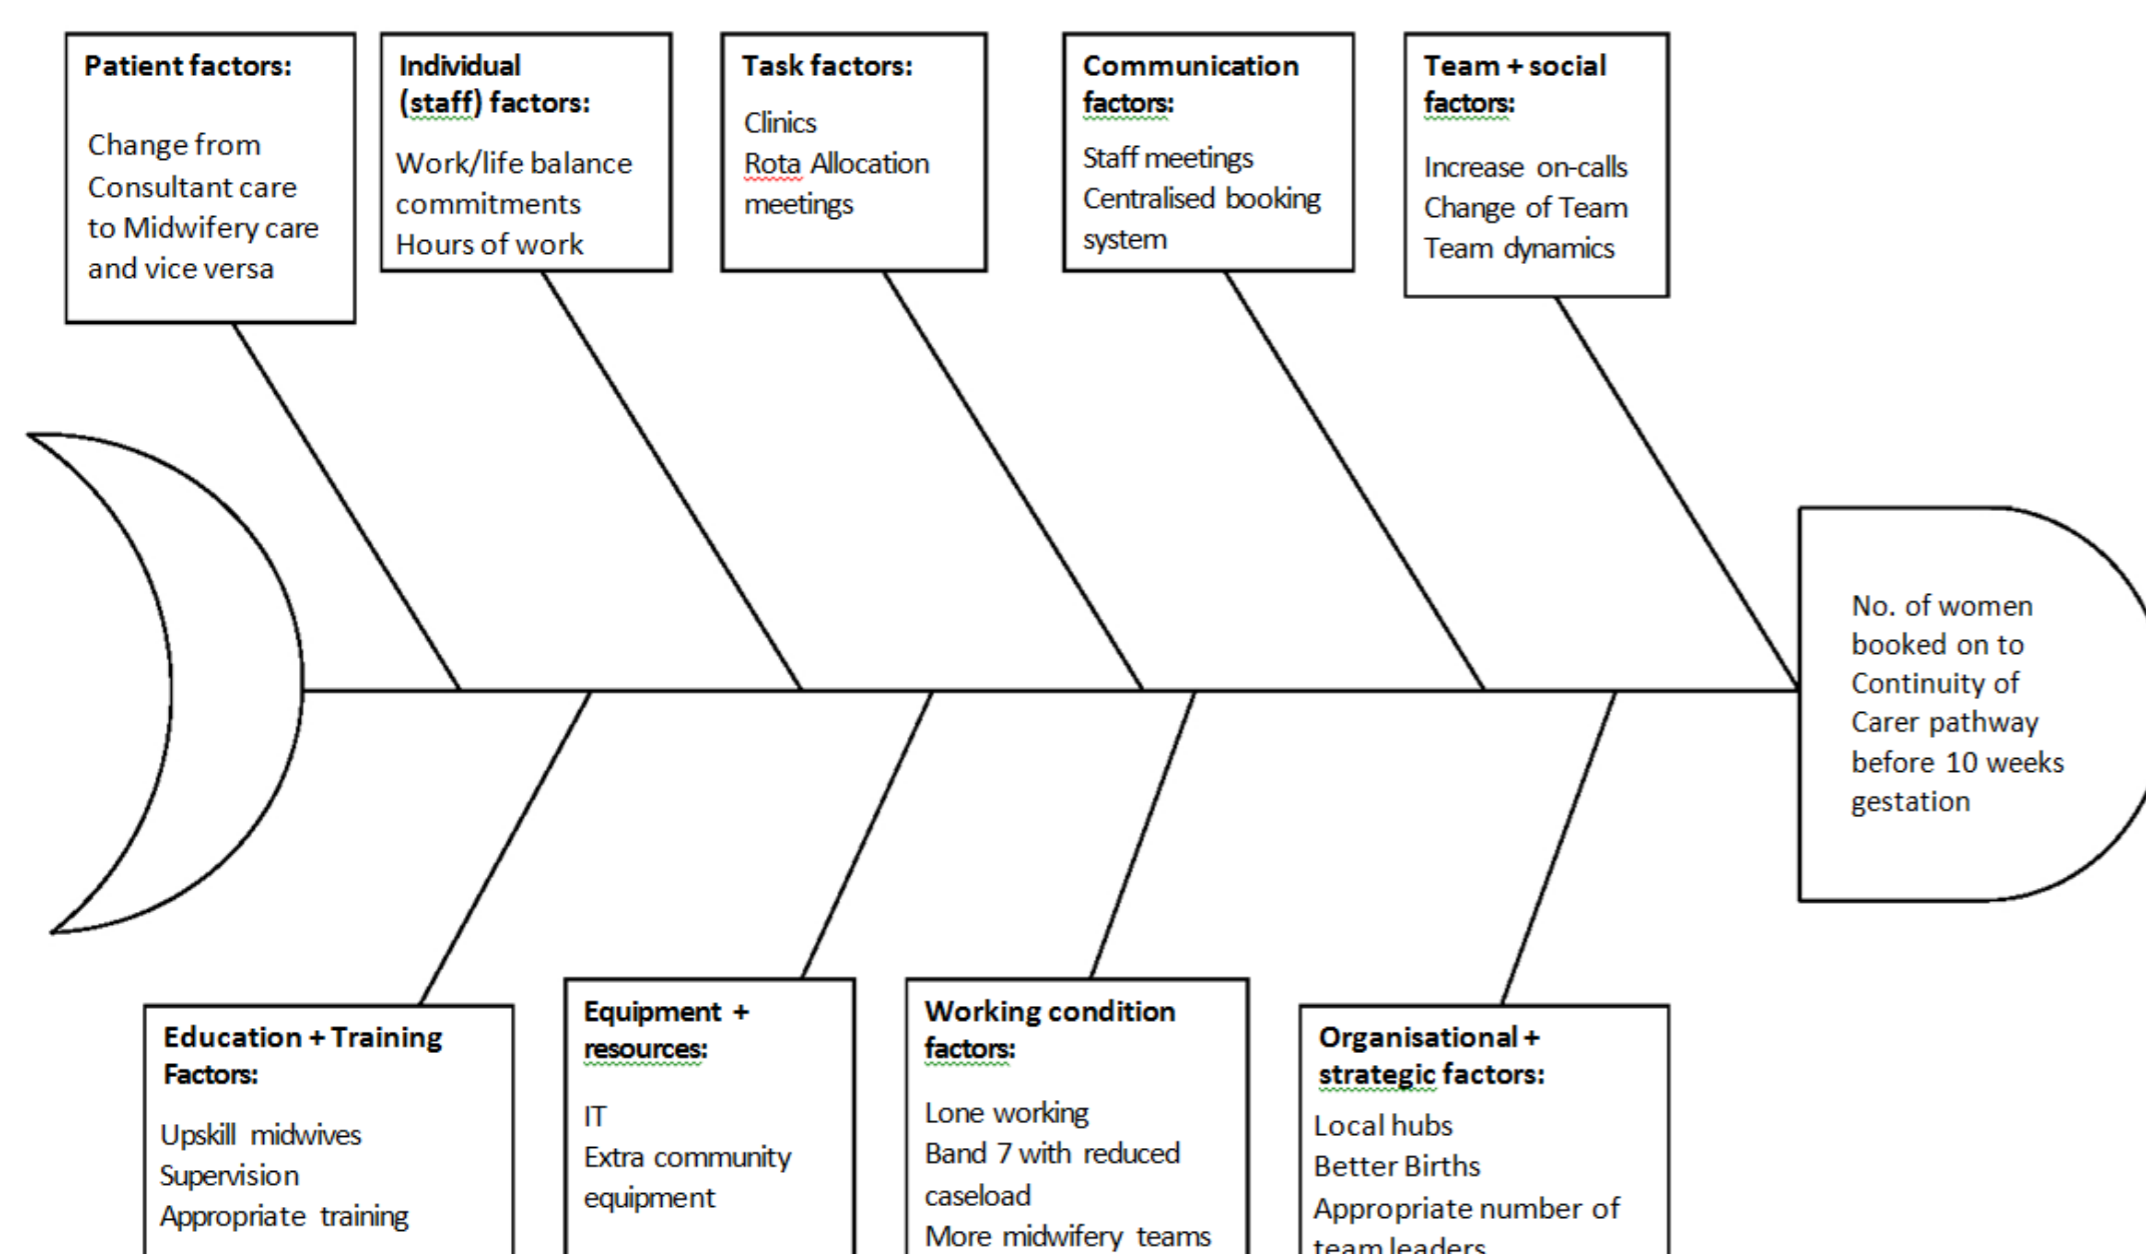 Patient factors:
Change from
Consultant care
to Midwifery care
and vice versa
Individual
(staff) factors:
Work/life balance
commitments
Hours of work
Task factors:
Clinics
Rota Allocation
meetings
Communication
factors:
Staff meetings
Centralised booking
system
Team + social
factors:
Increase on-calls
Change of Team
Team dynamics
No. of women
booked on to
Continuity of
Carer pathway
before 10 weeks
gestation
Education + Training
Factors:
Upskill midwives
Supervision
Appropriate training
Equipment +
resources:
IT
Extra community
equipment
Working condition
factors:
Lone working
Band 7 with reduced
caseload
More midwifery teams
Organisational +
strategic factors:
Local hubs
Better Births
Appropriate number of
team leaders